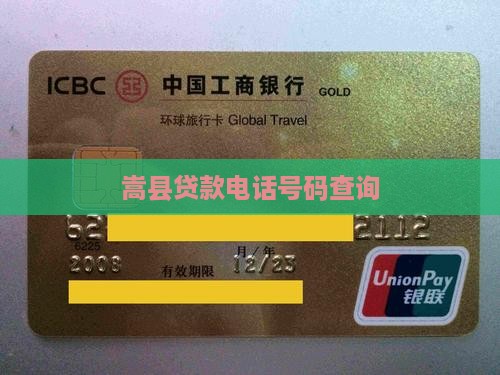 ICBC 中国工商银行 GOLD
环球旅行卡 Global Travel
嵩县贷款电话号码查询
622 2112
6225
月/年
2008 有效期限 12/23
UnionPay
银联